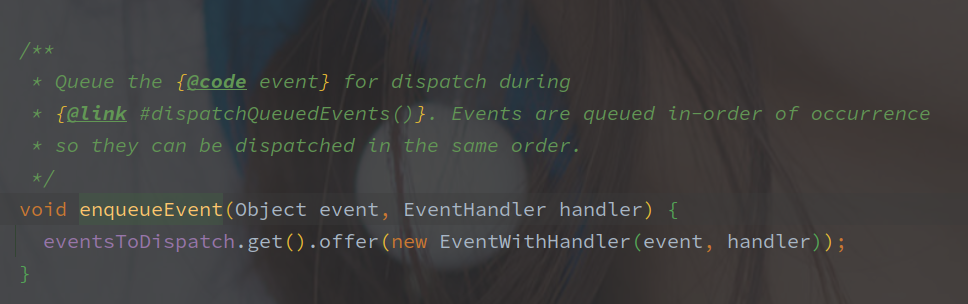 /**
 * Queue the {@code event} for dispatch during
 * {@link #dispatchQueuedEvents()}. Events are queued in-order of occurrence
 * so they can be dispatched in the same order.
 */
void enqueueEvent(Object event, EventHandler handler) {
  eventsToDispatch.get().offer(new EventWithHandler(event, handler));
}